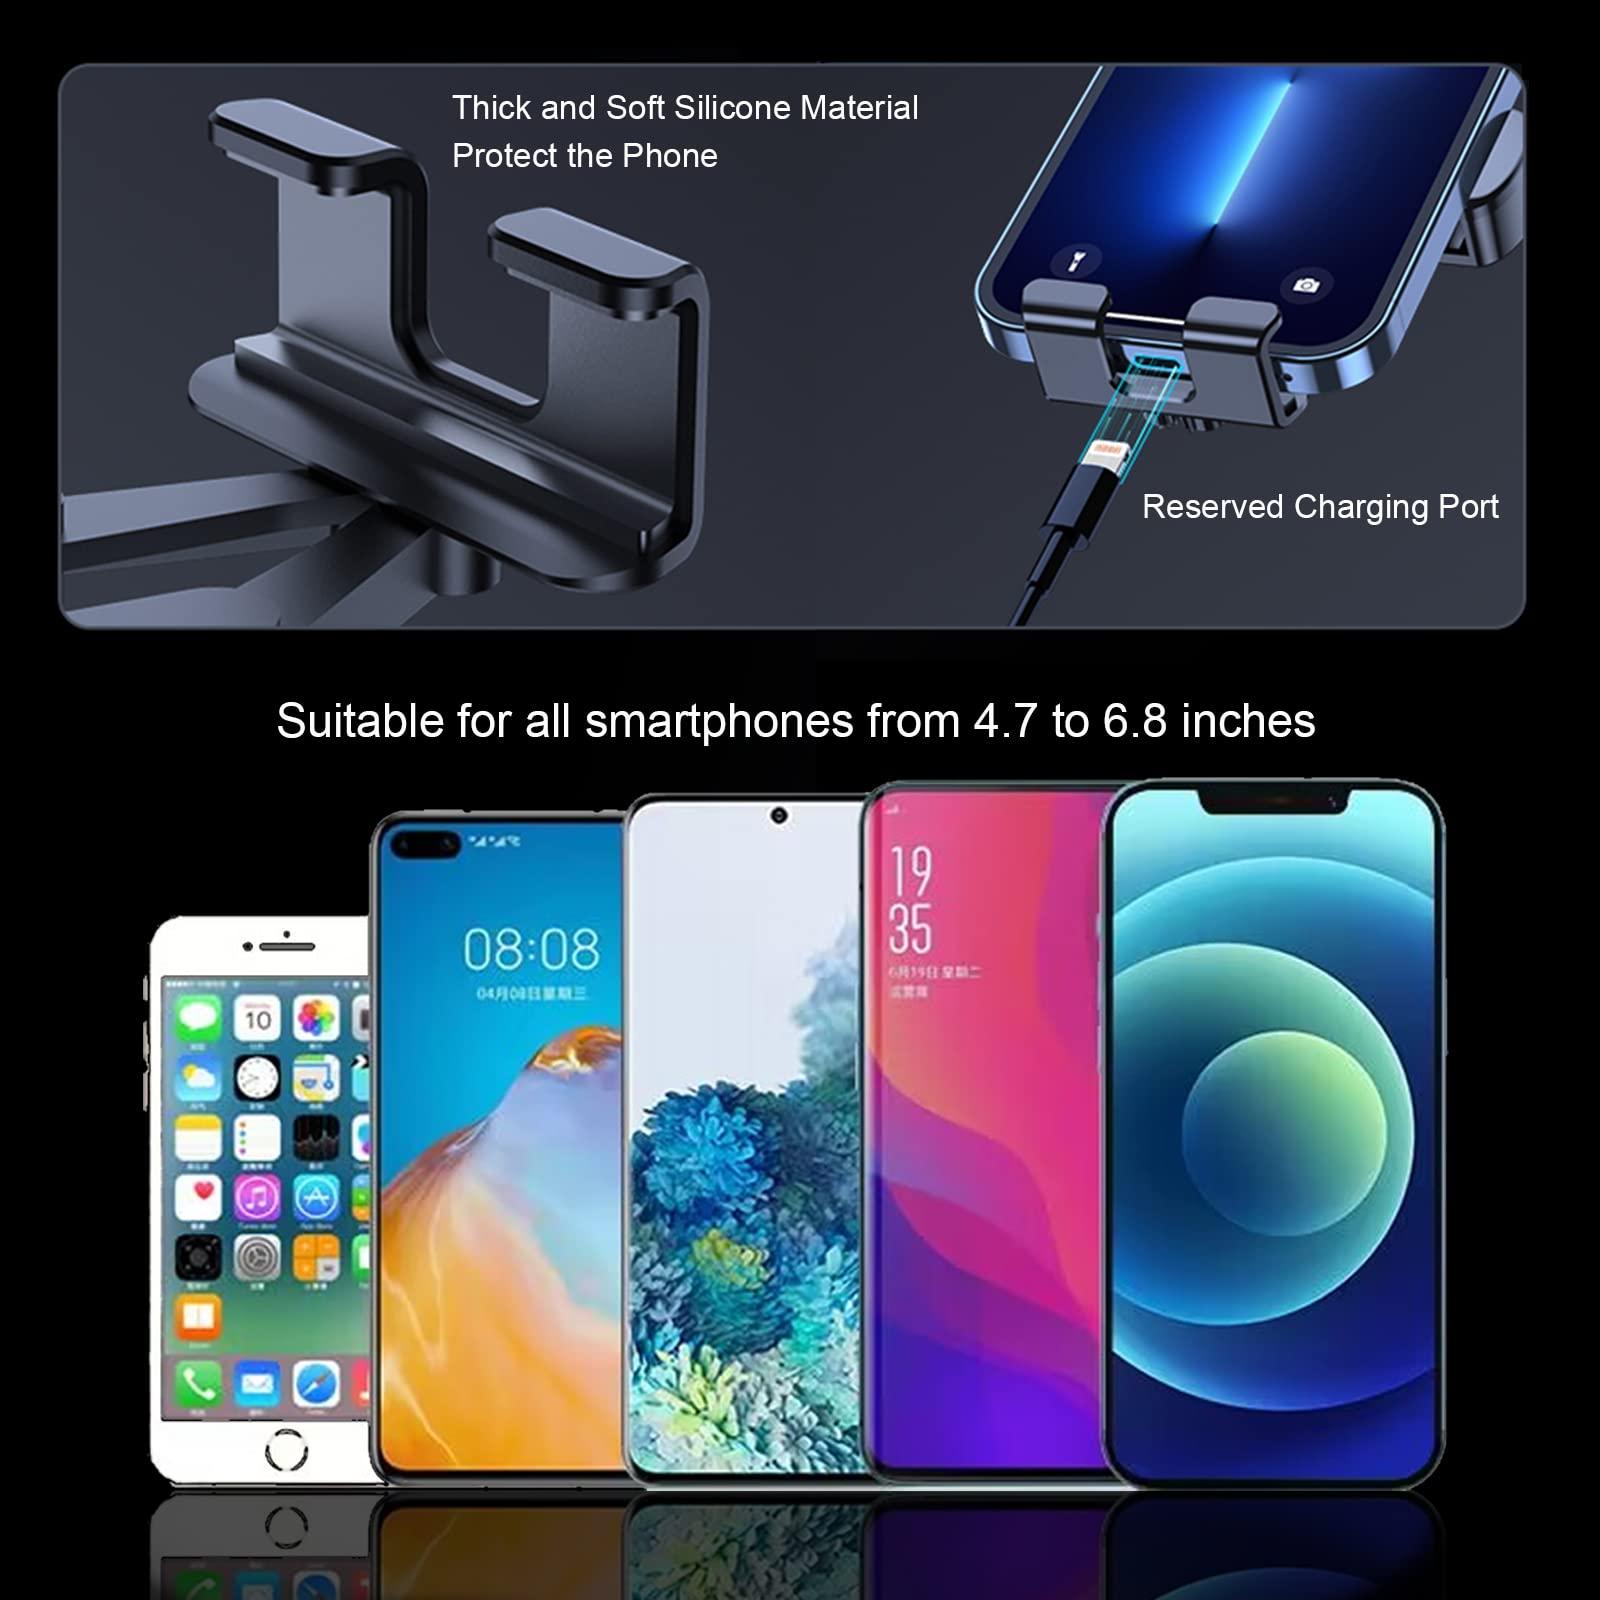 Thick and Soft Silicone Material
Protect the Phone
Reserved Charging Port
Suitable for all smartphones from 4.7 to 6.8 inches
08:08
04月08日星期三
19
35
6月19日 星期二
10